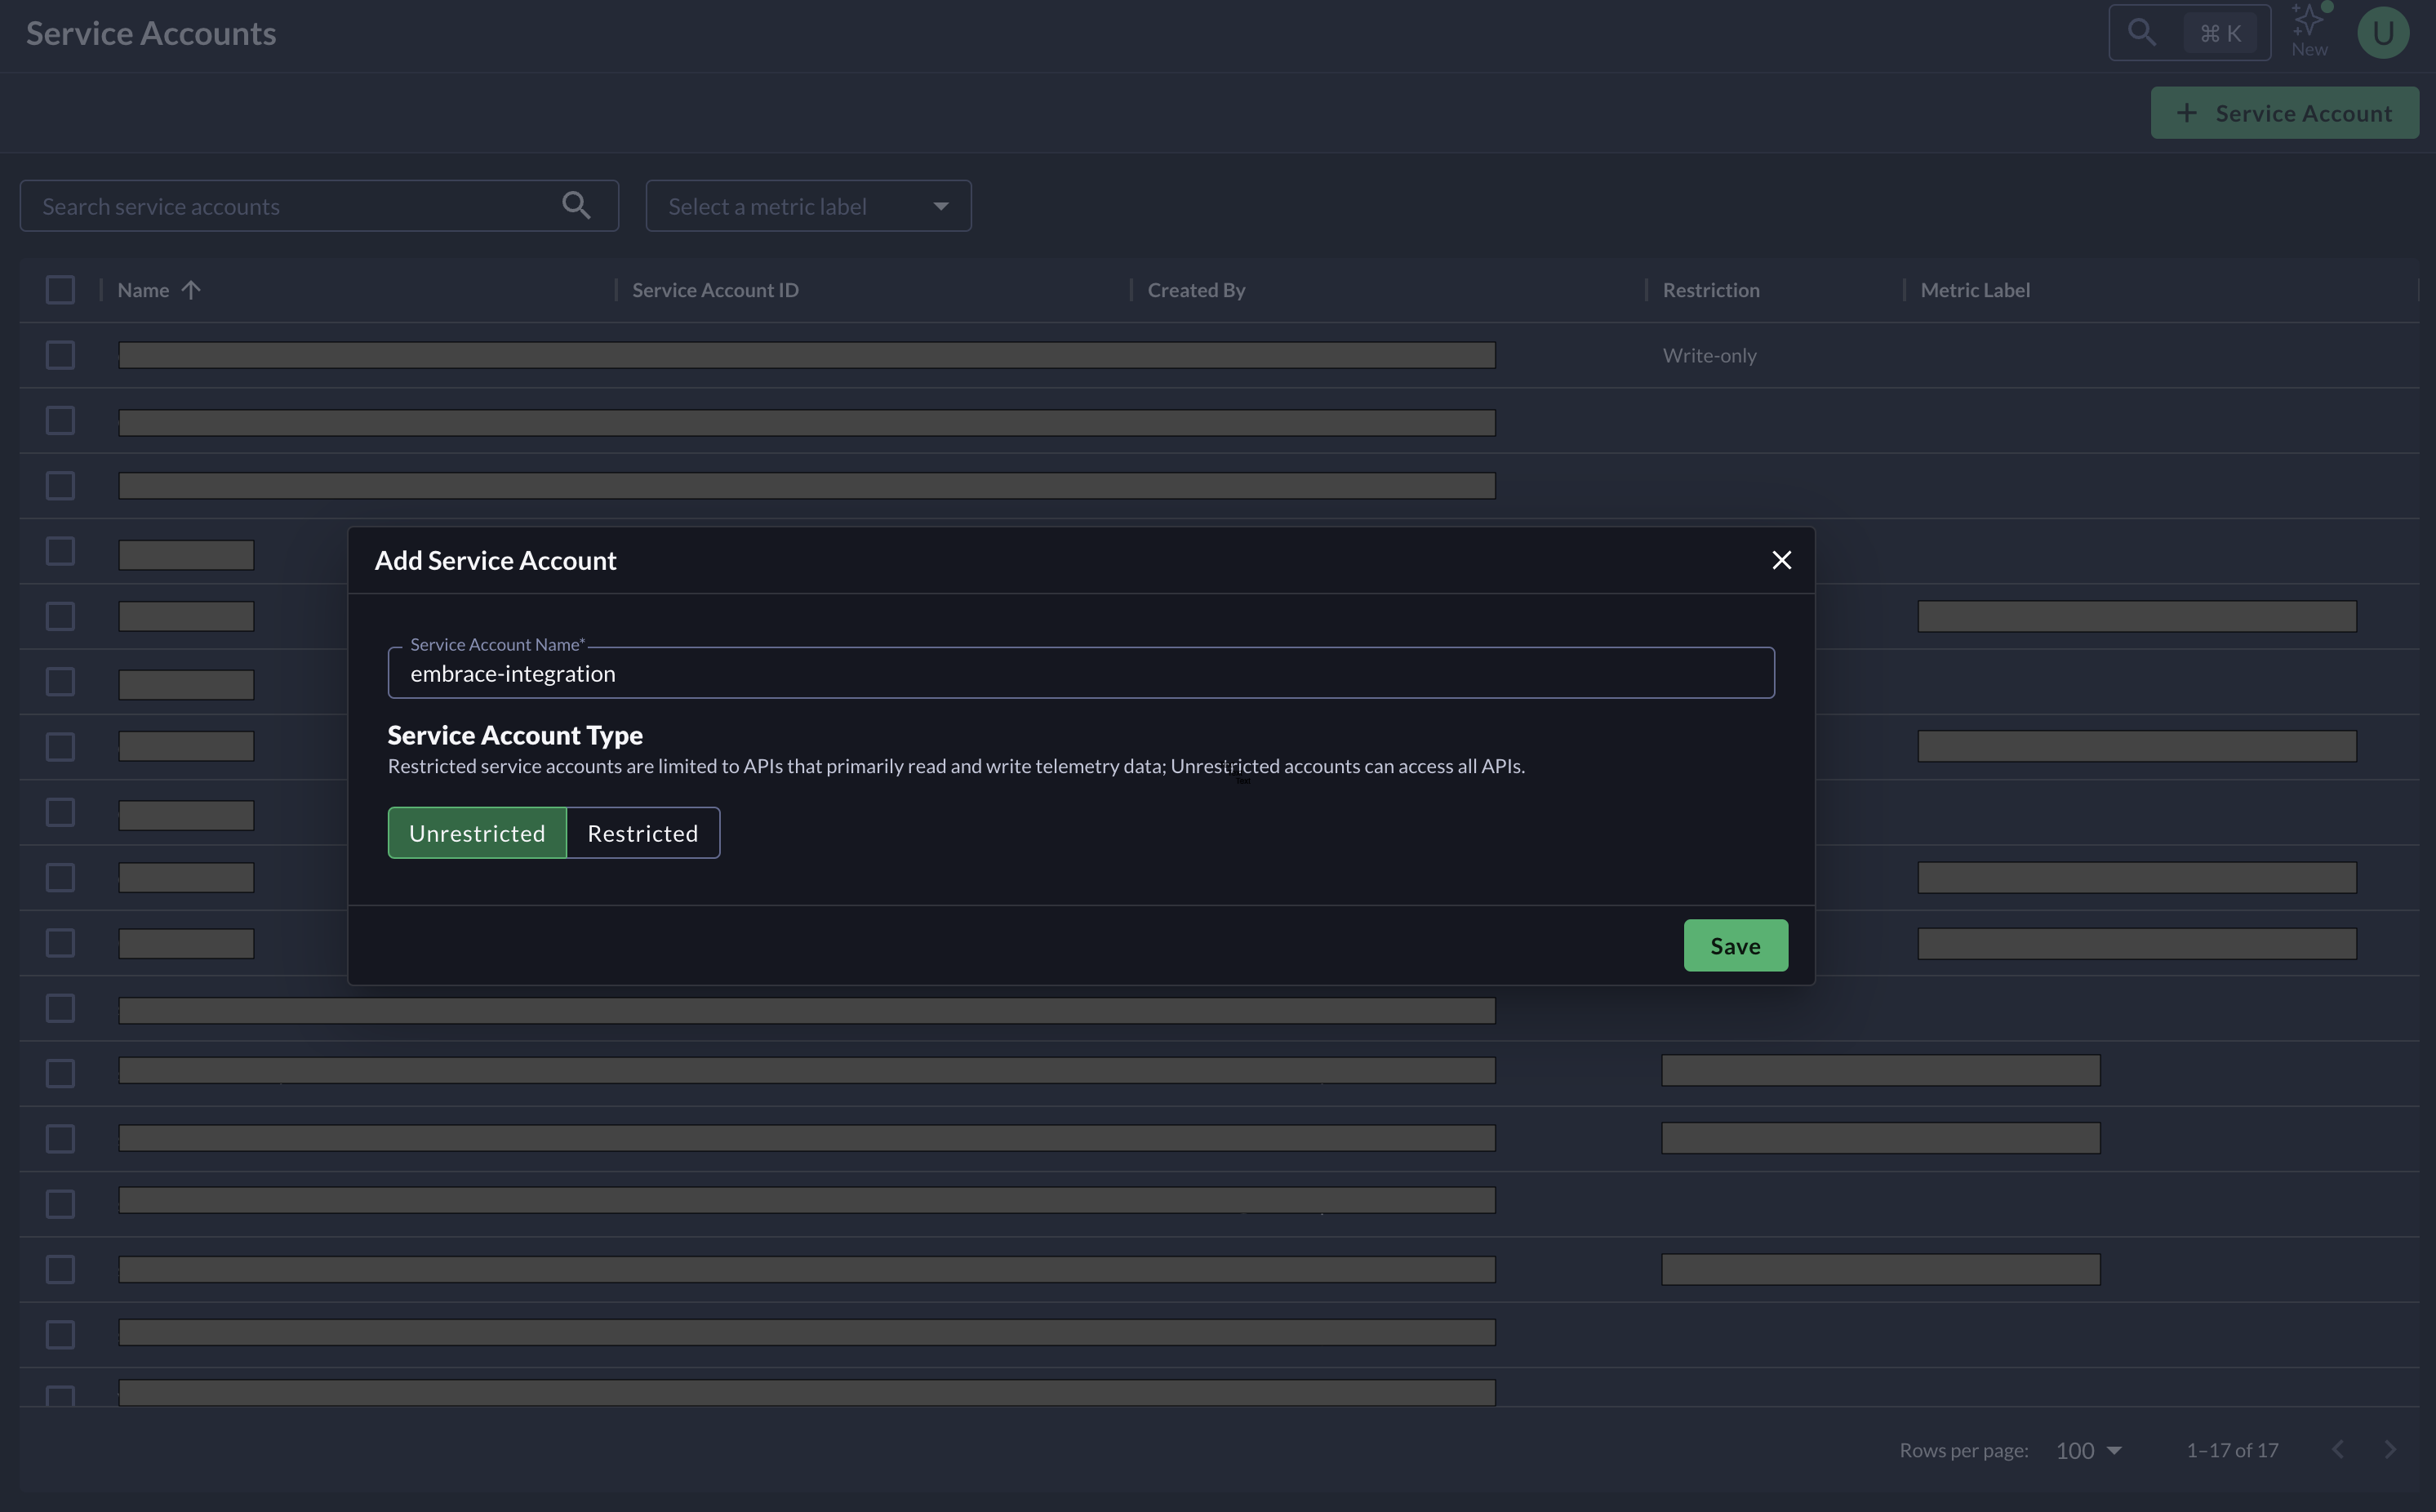 Service Accounts
⌘ K
New
U
+ Service Account
Search service accounts
Select a metric label
Name
Service Account ID
Created By
Restriction
Metric Label
Write-only
Add Service Account
Service Account Name*
embrace-integration
Service Account Type
Restricted service accounts are limited to APIs that primarily read and write telemetry data; Unrestricted accounts can access all APIs.
Unrestricted
Restricted
Save
Rows per page:
100
1–17 of 17